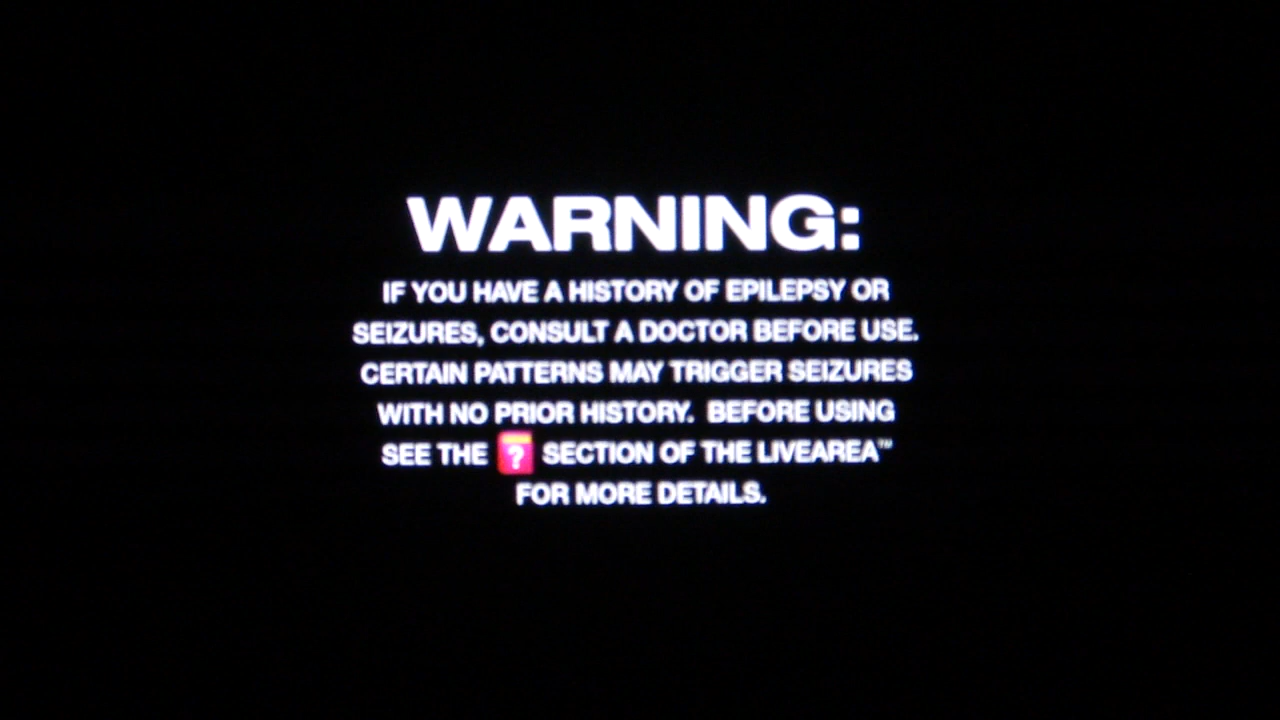 WARNING:
IF YOU HAVE A HISTORY OF EPILEPSY OR
SEIZURES, CONSULT A DOCTOR BEFORE USE.
CERTAIN PATTERNS MAY TRIGGER SEIZURES
WITH NO PRIOR HISTORY. BEFORE USING
SEE THE ? SECTION OF THE LIVEAREA™
FOR MORE DETAILS.